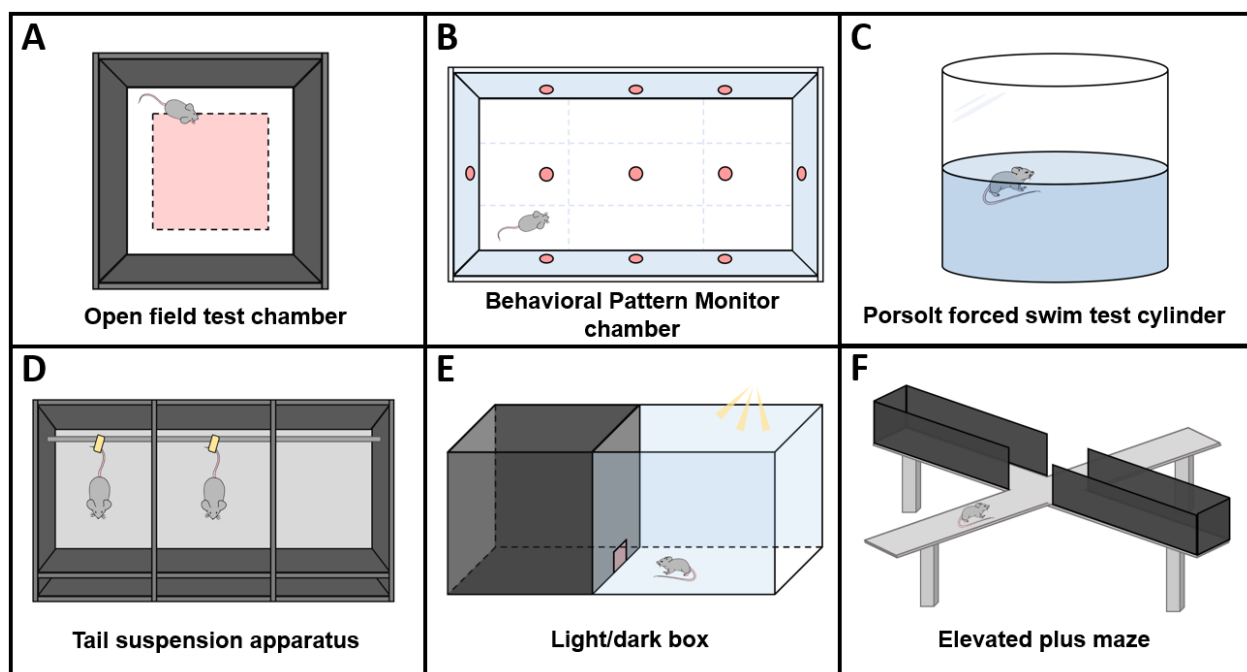 A
Open field test chamber
B
Behavioral Pattern Monitor
chamber
C
Porsolt forced swim test cylinder
D
Tail suspension apparatus
E
Light/dark box
F
Elevated plus maze